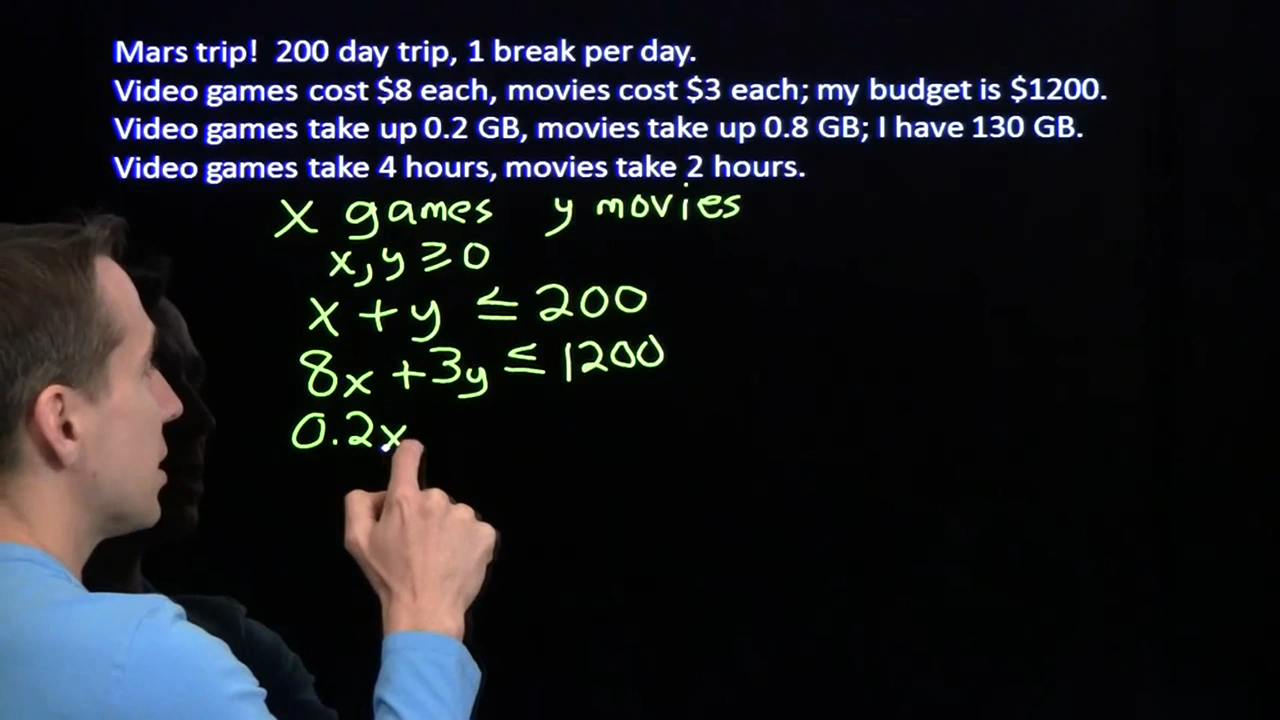 Mars trip! 200 day trip, 1 break per day.
Video games cost $8 each, movies cost $3 each; my budget is $1200.
Video games take up 0.2 GB, movies take up 0.8 GB; I have 130 GB.
Video games take 4 hours, movies take 2 hours.
x games y movies
x, y ≥ 0
x + y ≤ 200
8x + 3y ≤ 1200
0.2x